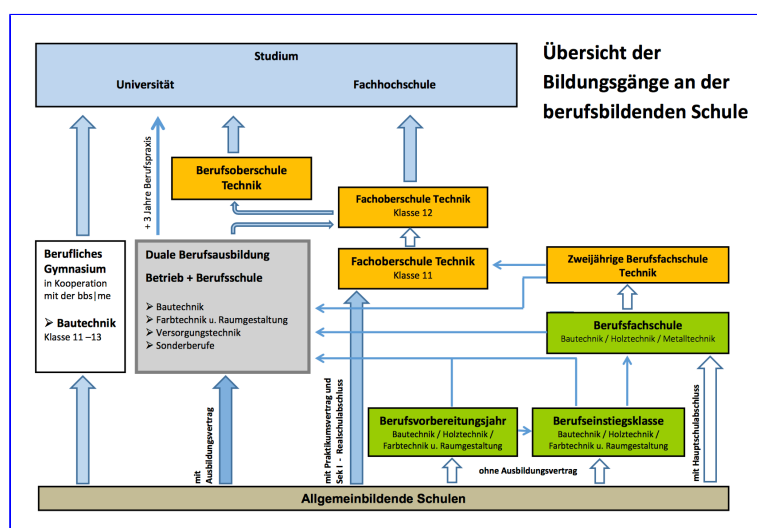 Übersicht der
Bildungsgänge an der
berufsbildenden Schule
Studium
Universität
Fachhochschule
+ 3 Jahre Berufspraxis
Berufsoberschule
Technik
Fachoberschule Technik
Klasse 12
Berufliches
Gymnasium
in Kooperation
mit der bbs|me
➢ Bautechnik
Klasse 11 –13
Duale Berufsausbildung
Betrieb + Berufsschule
➢ Bautechnik
➢ Farbtechnik u. Raumgestaltung
➢ Versorgungstechnik
➢ Sonderberufe
Fachoberschule Technik
Klasse 11
Zweijährige Berufsfachschule
Technik
Berufsfachschule
Bautechnik / Holztechnik / Metalltechnik
Berufsvorbereitungsjahr
Bautechnik / Holztechnik /
Farbtechnik u. Raumgestaltung
Berufseinstiegsklasse
Bautechnik / Holztechnik /
Farbtechnik u. Raumgestaltung
mit
Ausbildungsvertrag
mit Praktikumsvertrag und
Sek I - Realschulabschluss
ohne Ausbildungsvertrag
mit Hauptschulabschluss
Allgemeinbildende Schulen